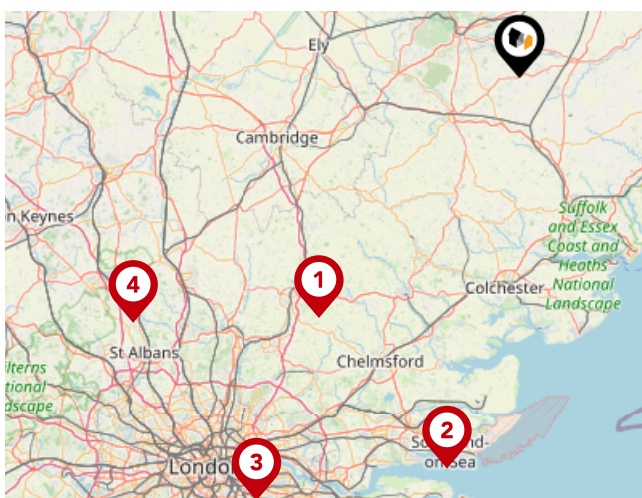 Ely
Cambridge
n Keynes
Suffolk
and Essex
Coast and
Heaths
National
Landscape
1
4
Colchester
St Albans
Chelmsford
ilterns
tional
dscape
2
on-Sea
3
London